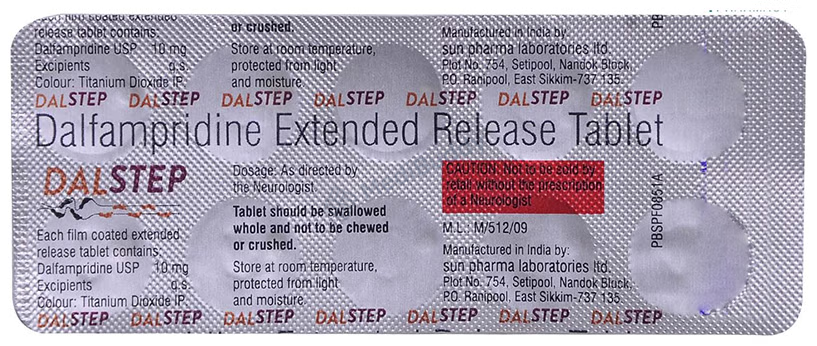 Each film coated extended
release tablet contains:
Dalfampridine USP 10 mg
Excipients q.s.
Colour: Titanium Dioxide IP.
or crushed.
Store at room temperature,
protected from light
and moisture.
Manufactured in India by:
sun pharma laboratories ltd.
Plot No. 754, Setipool, Nandok Block,
P.O. Ranipool, East Sikkim-737 135.
DALSTEP DALSTEP DALSTEP DALSTEP DALSTEP DALSTEP DALSTEP
Dalfampridine Extended Release Tablet
DALSTEP
Each film coated extended
release tablet contains:
Dalfampridine USP 10 mg
Excipients q.s.
Colour: Titanium Dioxide IP.
Dosage: As directed by
the Neurologist.
Tablet should be swallowed
whole and not to be chewed
or crushed.
Store at room temperature,
protected from light
and moisture.
CAUTION: Not to be sold by
retail without the prescription
of a Neurologist
M.L.: M/512/09
Manufactured in India by:
sun pharma laboratories ltd.
Plot No. 754, Setipool, Nandok Block,
P.O. Ranipool, East Sikkim-737 135
PBSPF0851A
DALSTEP DALSTEP DALSTEP DALSTEP DALSTEP DALSTEP DALSTEP